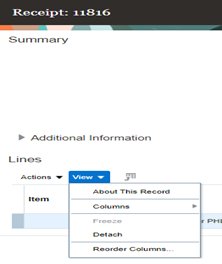 Receipt: 11816
Summary
Additional Information
Lines
Actions View
Item
About This Record
Columns
Freeze
Detach
Reorder Columns...